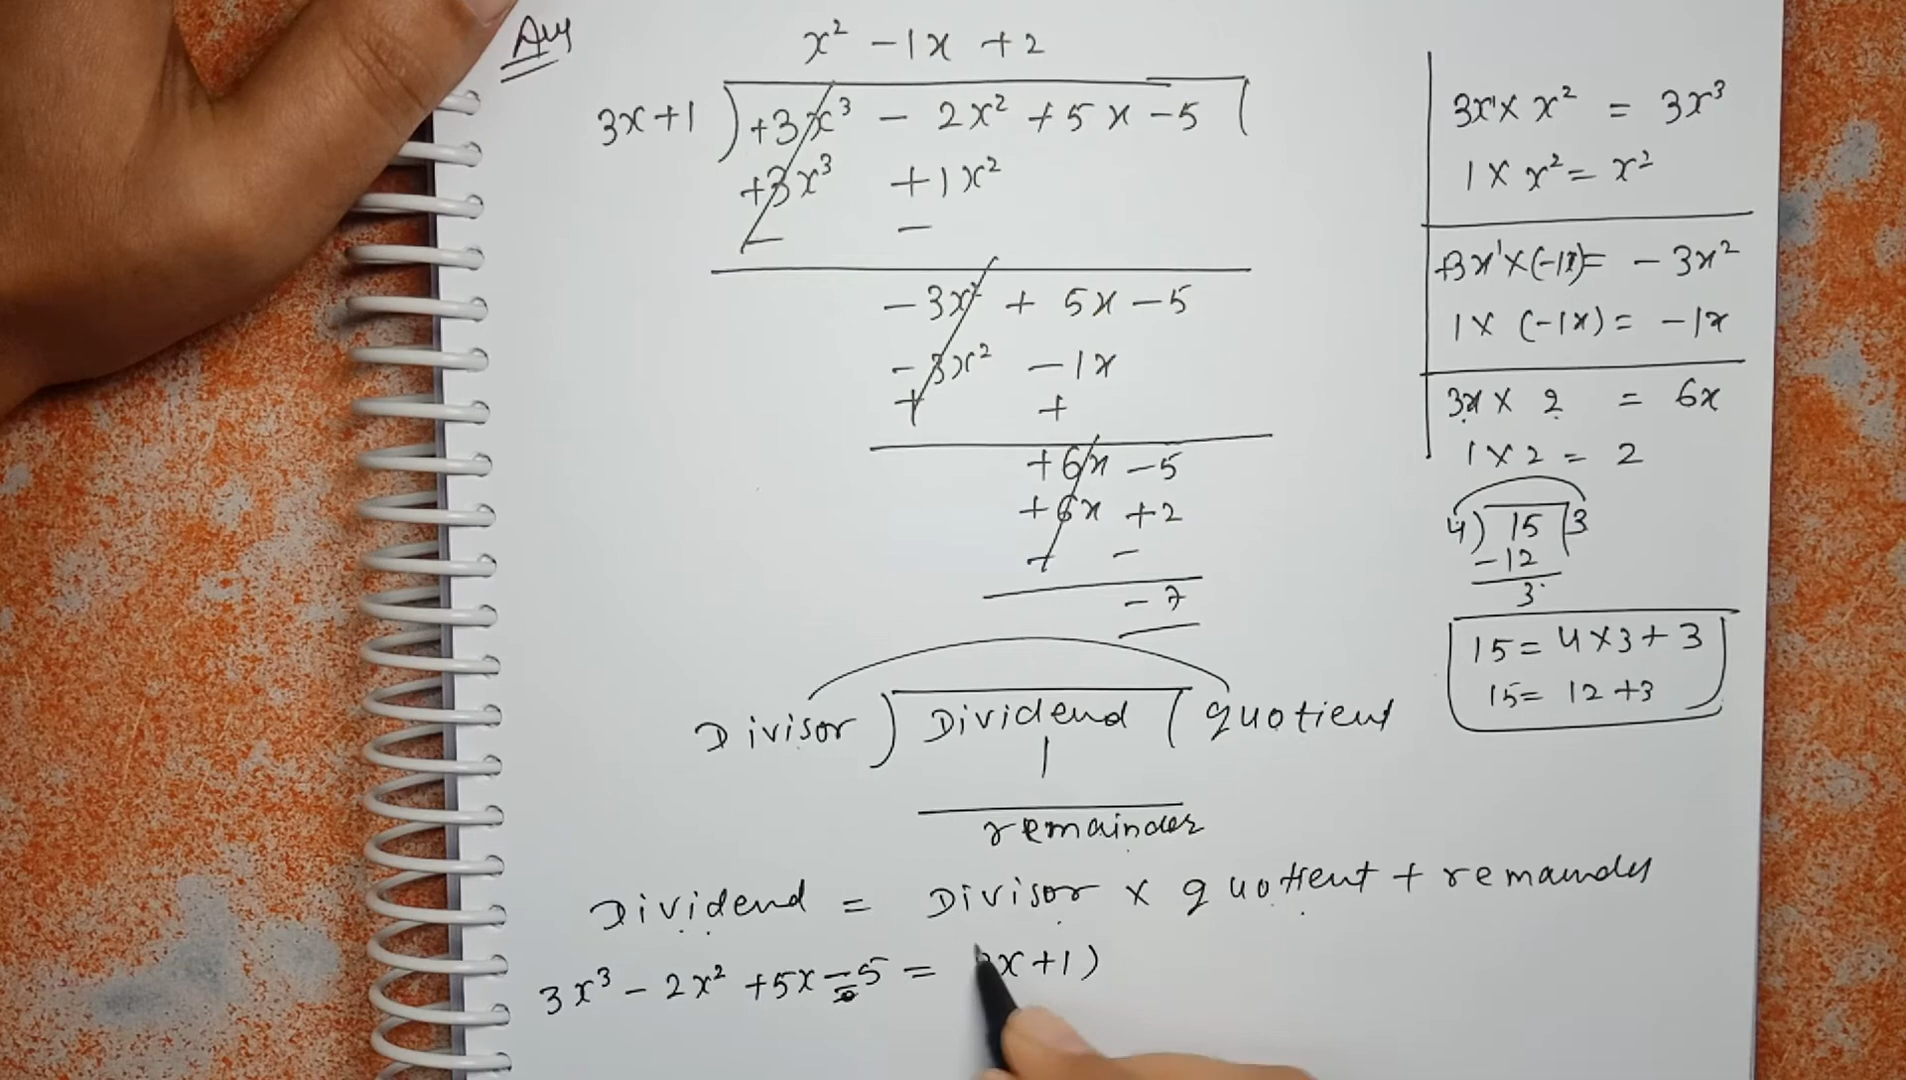 Ans
x² - 1x + 2
3x+1 ) +3x³ - 2x² + 5x - 5 (
+3x³ +1x²
- -
-3x² + 5x - 5
-3x² - 1x
+ +
+6x - 5
+6x + 2
- -
-7
Divisor ) Dividend ( quotient
remainder
Dividend = Divisor × quotient + remainder
3x³ - 2x² + 5x - 5 = 3x+1)
3x¹ × x² = 3x³
1 × x² = x²
+3x¹ × (-1x) = -3x²
1 × (-1x) = -1x
3x × 2 = 6x
1 × 2 = 2
4 ) 15 ( 3
-12
3
15 = 4×3+3
15 = 12+3